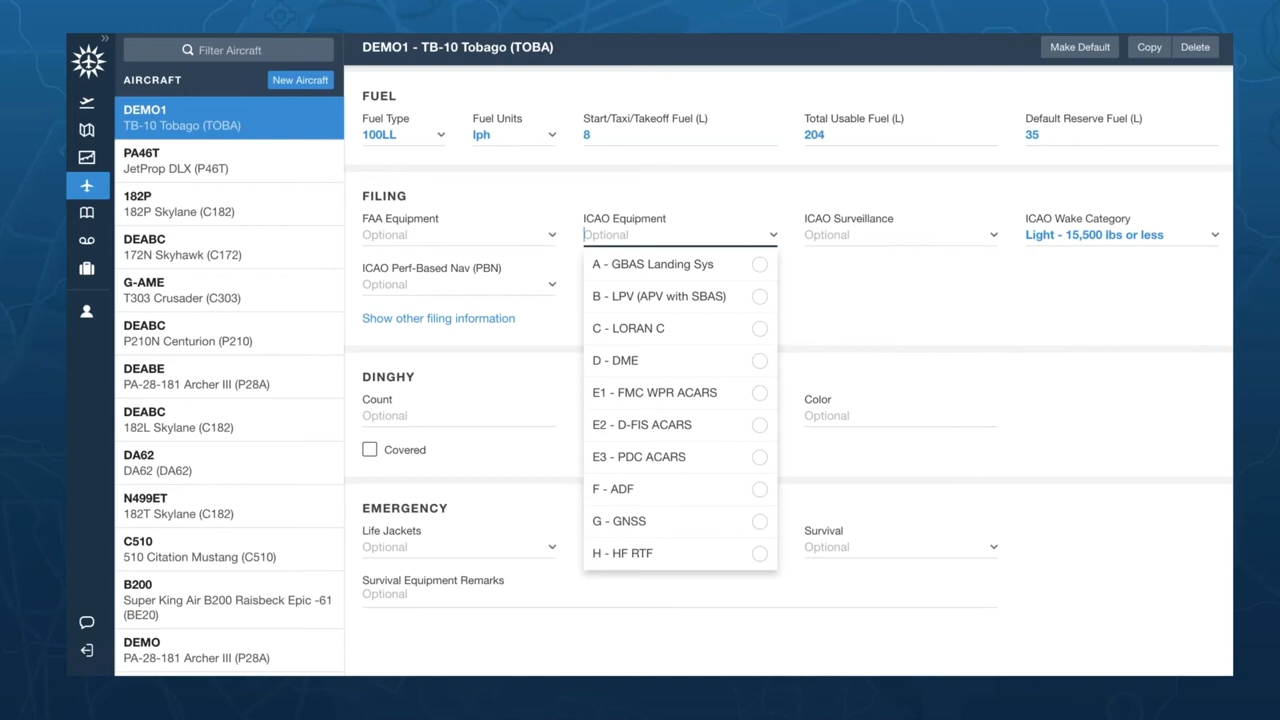 »
Filter Aircraft
AIRCRAFT
New Aircraft
DEMO1
TB-10 Tobago (TOBA)
PA46T
JetProp DLX (P46T)
182P
182P Skylane (C182)
DEABC
172N Skyhawk (C172)
G-AME
T303 Crusader (C303)
DEABC
P210N Centurion (P210)
DEABE
PA-28-181 Archer III (P28A)
DEABC
182L Skylane (C182)
DA62
DA62 (DA62)
N499ET
182T Skylane (C182)
C510
510 Citation Mustang (C510)
B200
Super King Air B200 Raisbeck Epic -61
(BE20)
DEMO
PA-28-181 Archer III (P28A)
DEMO1 - TB-10 Tobago (TOBA)
Make Default
Copy
Delete
FUEL
Fuel Type
100LL
Fuel Units
lph
Start/Taxi/Takeoff Fuel (L)
8
Total Usable Fuel (L)
204
Default Reserve Fuel (L)
35
FILING
FAA Equipment
Optional
ICAO Equipment
Optional
ICAO Surveillance
Optional
ICAO Wake Category
Light - 15,500 lbs or less
ICAO Perf-Based Nav (PBN)
Optional
Show other filing information
A - GBAS Landing Sys
B - LPV (APV with SBAS)
C - LORAN C
D - DME
E1 - FMC WPR ACARS
E2 - D-FIS ACARS
E3 - PDC ACARS
F - ADF
G - GNSS
H - HF RTF
DINGHY
Count
Optional
Color
Optional
Covered
EMERGENCY
Life Jackets
Optional
Survival
Optional
Survival Equipment Remarks
Optional